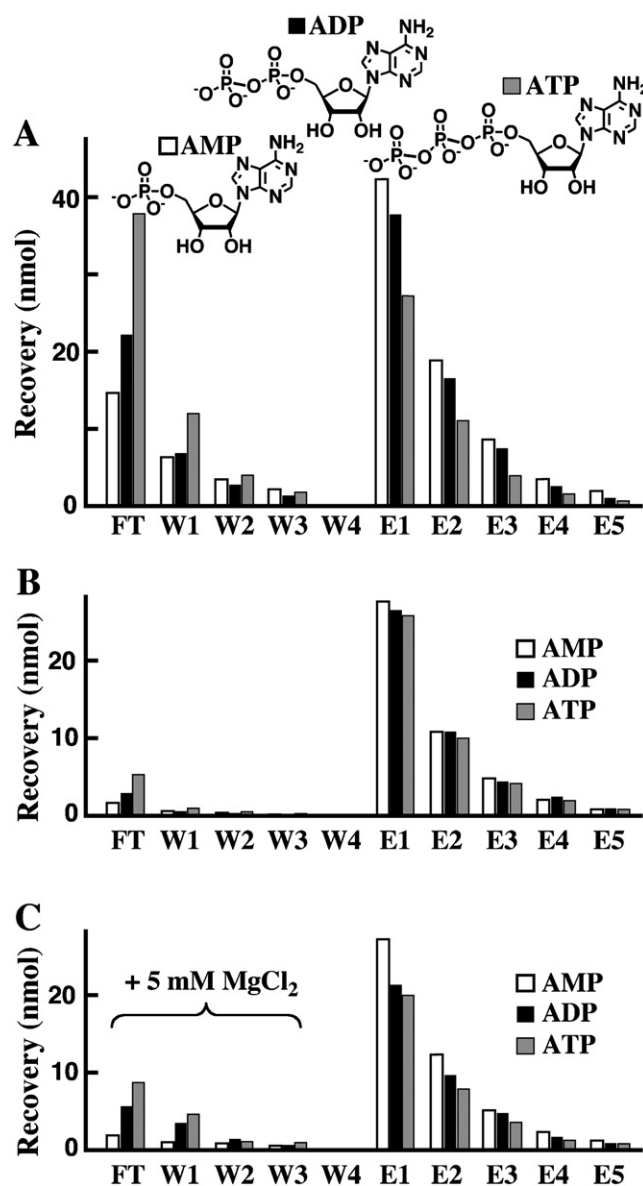 ADP
ATP
AMP
NH2
N
N
N
N
O
O
O
P
P
O
-O
O
O-
O-
OH OH
A
Recovery (nmol)
40
20
0
FT W1 W2 W3 W4 E1 E2 E3 E4 E5
B
Recovery (nmol)
20
10
0
AMP
ADP
ATP
FT W1 W2 W3 W4 E1 E2 E3 E4 E5
C
Recovery (nmol)
20
10
0
+ 5 mM MgCl2
AMP
ADP
ATP
FT W1 W2 W3 W4 E1 E2 E3 E4 E5